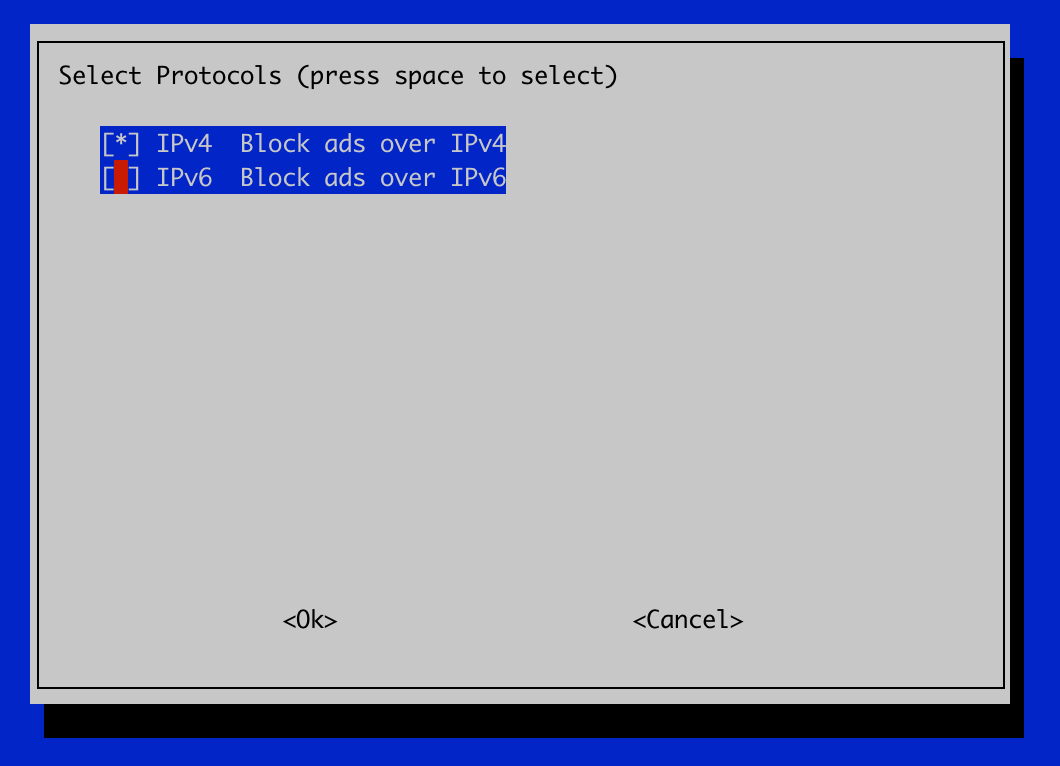 Select Protocols (press space to select)
[*] IPv4  Block ads over IPv4
[ ] IPv6  Block ads over IPv6
<Ok> <Cancel>